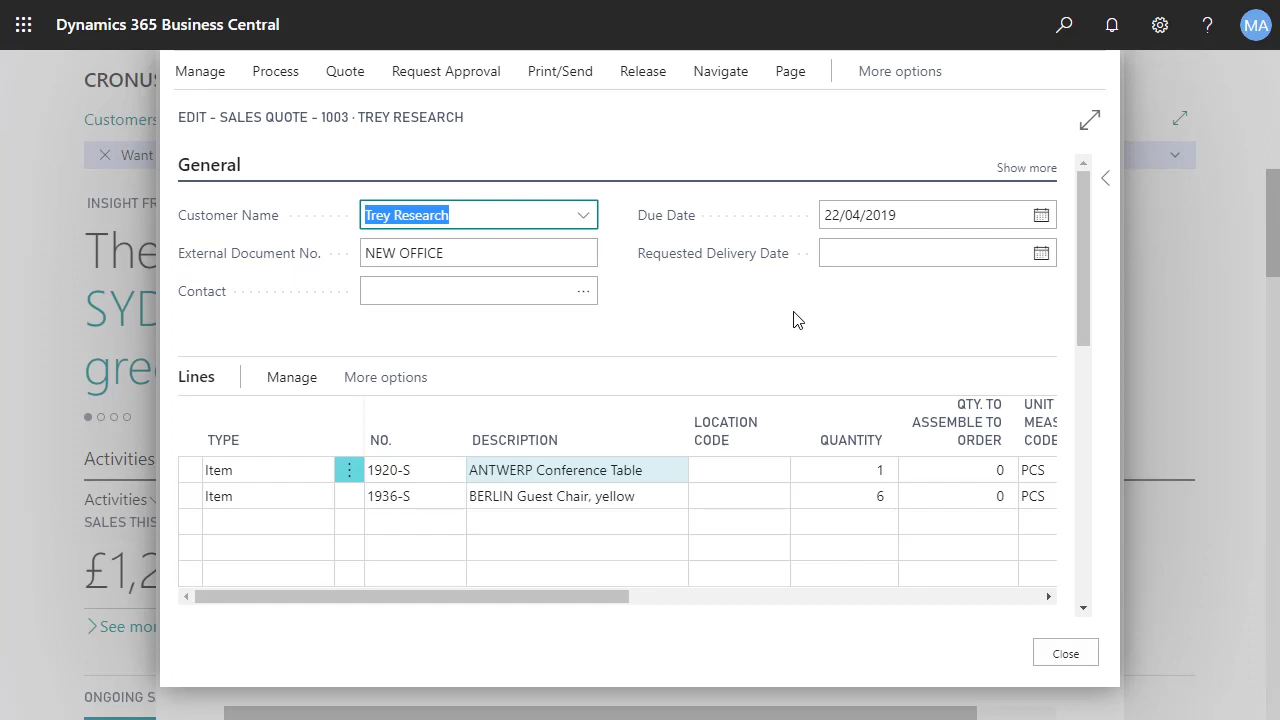 Dynamics 365 Business Central
MA
CRONUS
Manage Process Quote Request Approval Print/Send Release Navigate Page More options
Customers
EDIT - SALES QUOTE - 1003 · TREY RESEARCH
Want
General
Show more
INSIGHT
The
SYD
gre
Customer Name Trey Research
Due Date 22/04/2019
External Document No. NEW OFFICE
Requested Delivery Date
Contact
Lines Manage More options
TYPE NO. DESCRIPTION LOCATION CODE QUANTITY QTY. TO ASSEMBLE TO ORDER UNIT MEAS CODE
Item 1920-S ANTWERP Conference Table 1 0 PCS
Item 1936-S BERLIN Guest Chair, yellow 6 0 PCS
Activities
Activities
SALES THIS
£1,2
See mo
ONGOING S
Close